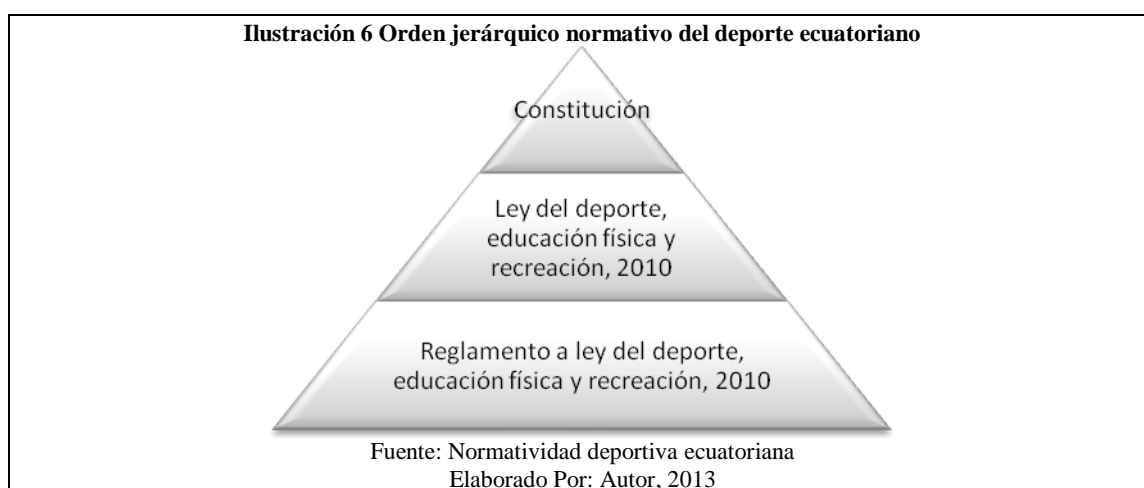 Ilustración 6 Orden jerárquico normativo del deporte ecuatoriano
Constitución
Ley del deporte,
educación física y
recreación, 2010
Reglamento a ley del deporte,
educación física y recreación, 2010
Fuente: Normatividad deportiva ecuatoriana
Elaborado Por: Autor, 2013